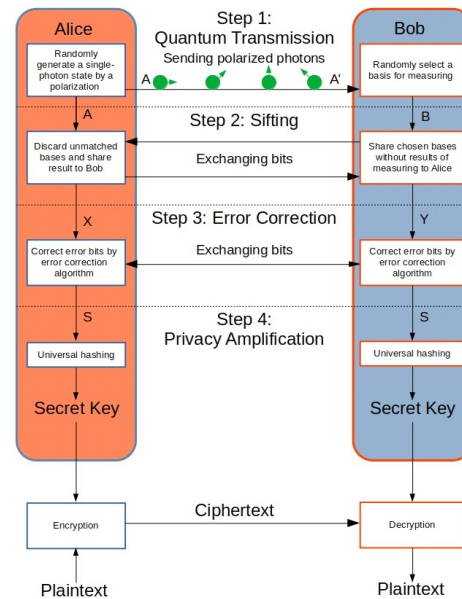 Alice
Step 1:
Quantum Transmission
Bob
Randomly
generate a single-
photon state by a
polarization
Sending polarized photons
A
A'
Randomly select a
basis for measuring
A
B
Step 2: Sifting
Discard unmatched
bases and share
result to Bob
Exchanging bits
Share chosen bases
without results of
measuring to Alice
X
Step 3: Error Correction
Y
Correct error bits by
error correction
algorithm
Exchanging bits
Correct error bits by
error correction
algorithm
S
Step 4:
Privacy Amplification
S
Universal hashing
Universal hashing
Secret Key
Secret Key
Encryption
Ciphertext
Decryption
Plaintext
Plaintext